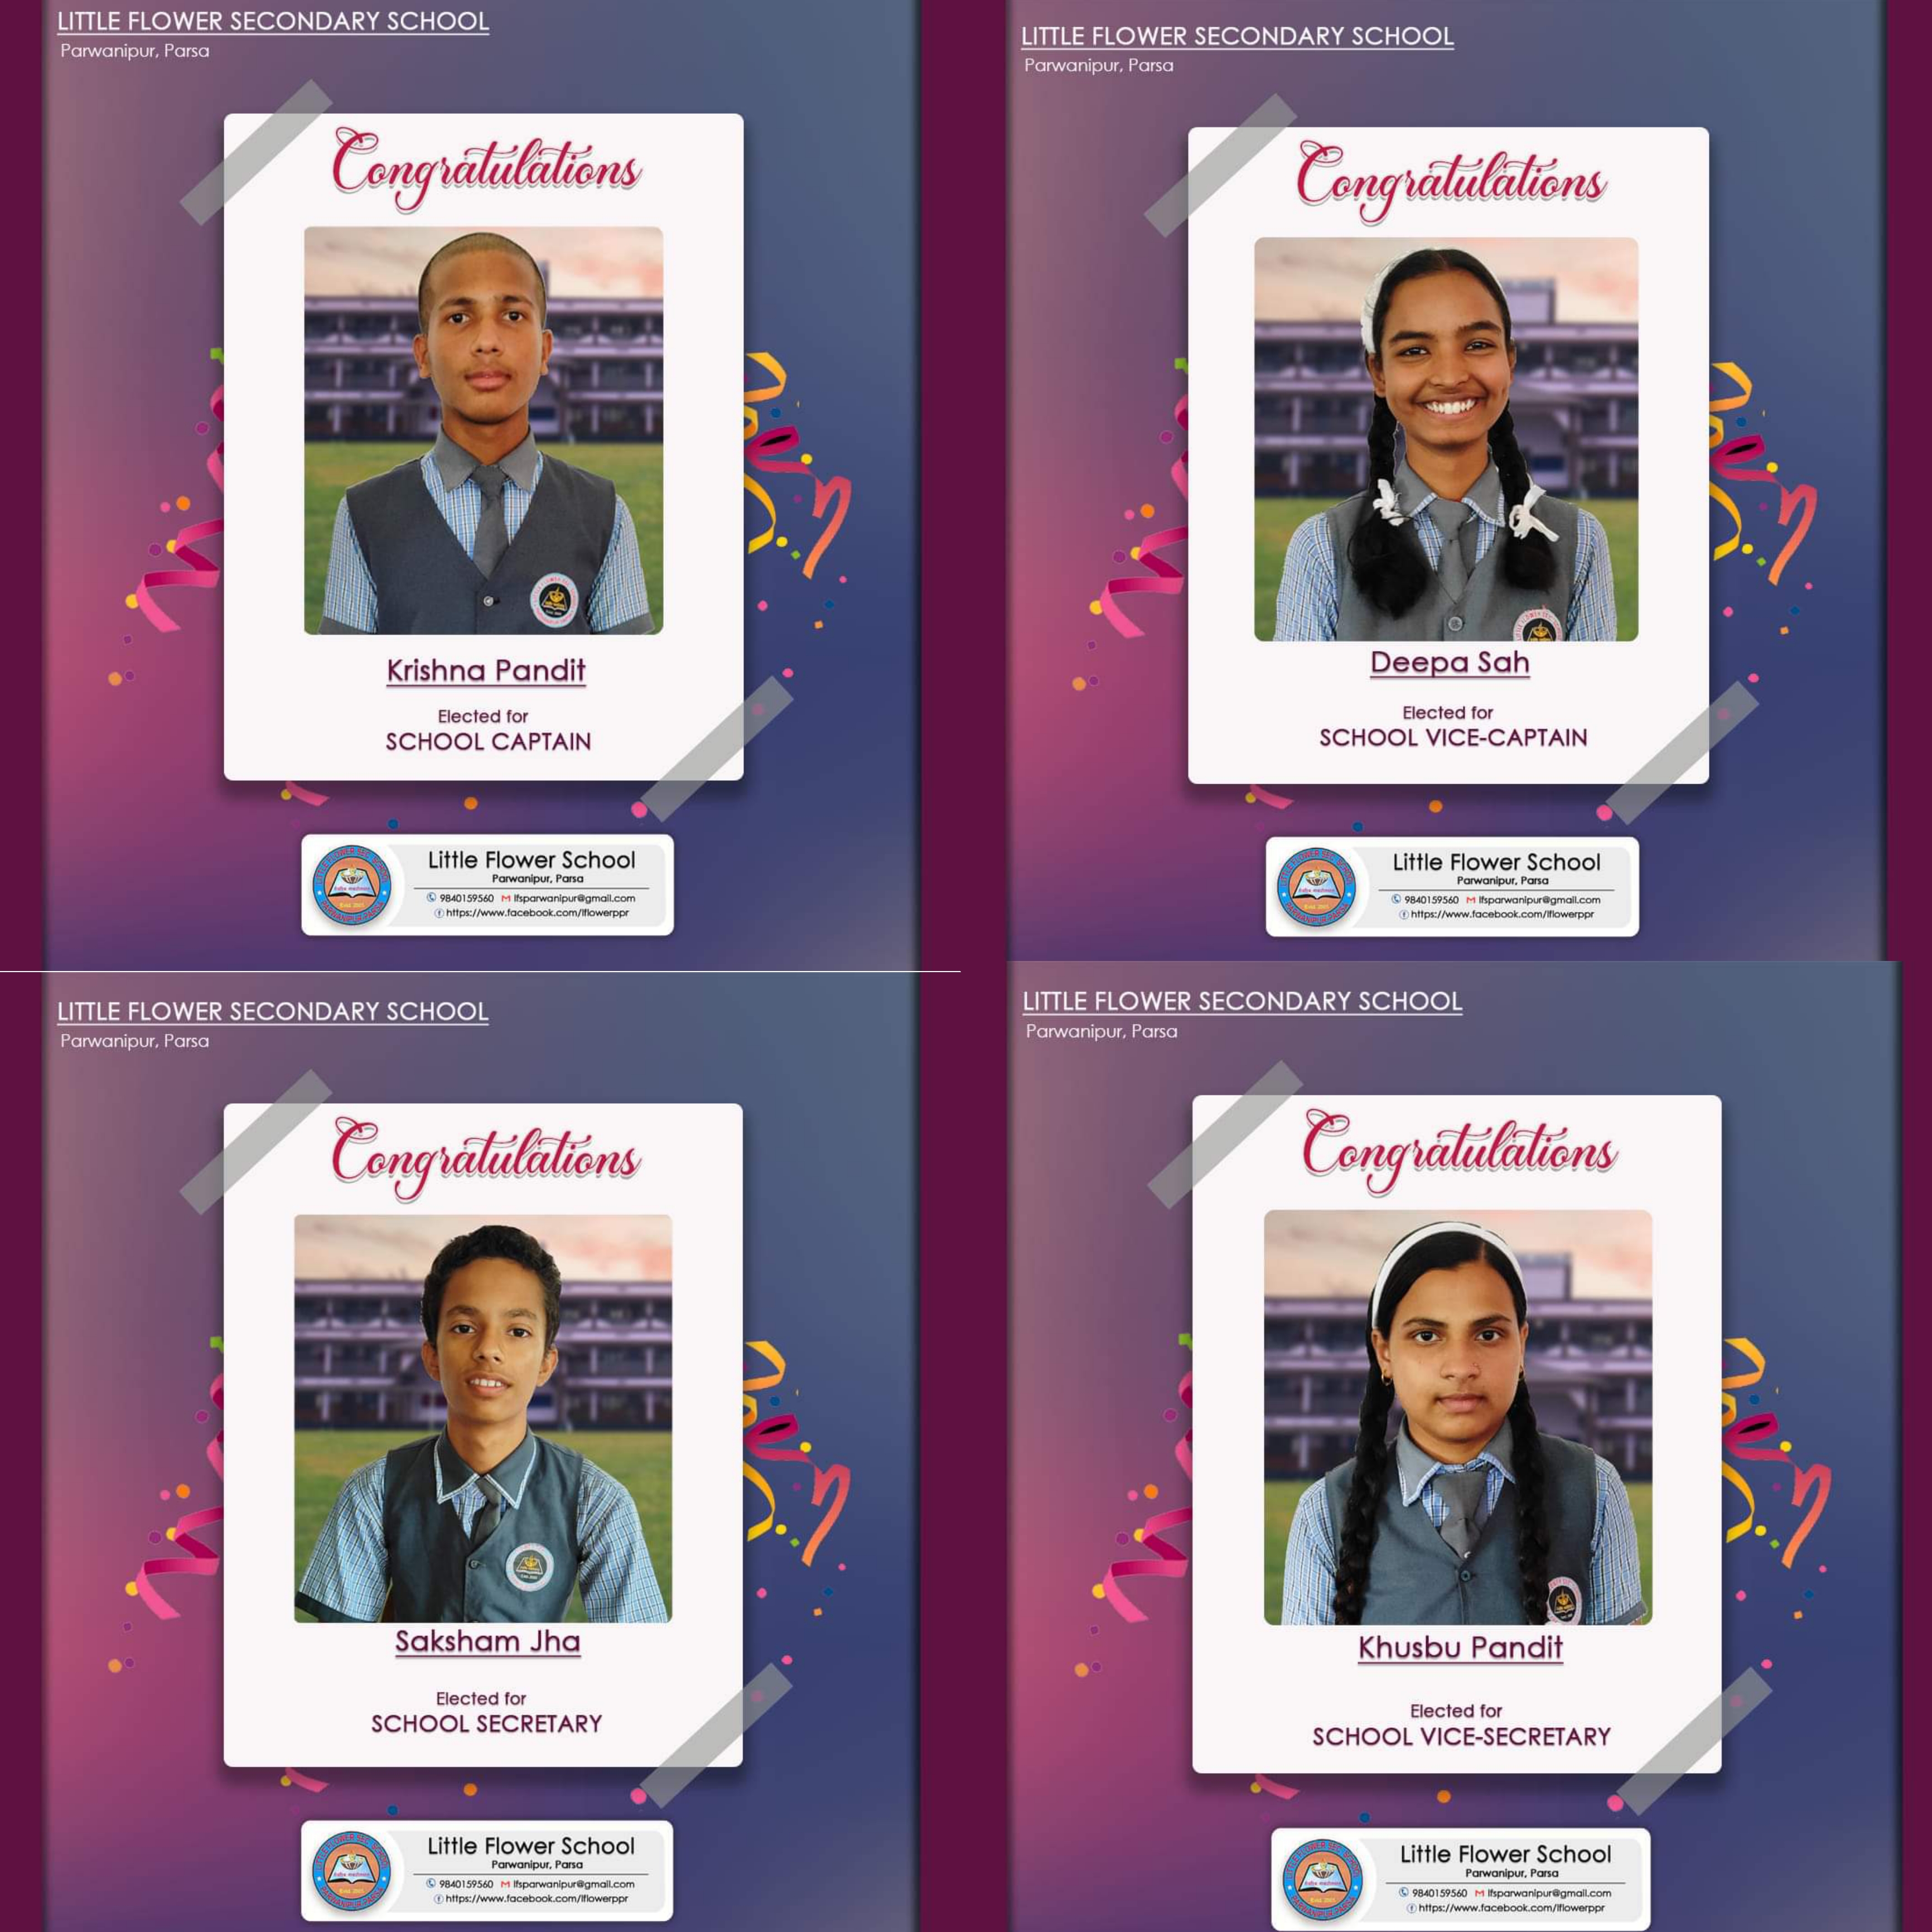 LITTLE FLOWER SECONDARY SCHOOL
Parwanipur, Parsa
Congratulations
Krishna Pandit
Elected for
SCHOOL CAPTAIN
Little Flower School
Parwanipur, Parsa
9840159560 lfsparwanipur@gmail.com
https://www.facebook.com/lflowerppr
LITTLE FLOWER SECONDARY SCHOOL
Parwanipur, Parsa
Congratulations
Deepa Sah
Elected for
SCHOOL VICE-CAPTAIN
Little Flower School
Parwanipur, Parsa
9840159560 lfsparwanipur@gmail.com
https://www.facebook.com/lflowerppr
LITTLE FLOWER SECONDARY SCHOOL
Parwanipur, Parsa
Congratulations
Saksham Jha
Elected for
SCHOOL SECRETARY
Little Flower School
Parwanipur, Parsa
9840159560 lfsparwanipur@gmail.com
https://www.facebook.com/lflowerppr
LITTLE FLOWER SECONDARY SCHOOL
Parwanipur, Parsa
Congratulations
Khusbu Pandit
Elected for
SCHOOL VICE-SECRETARY
Little Flower School
Parwanipur, Parsa
9840159560 lfsparwanipur@gmail.com
https://www.facebook.com/lflowerppr